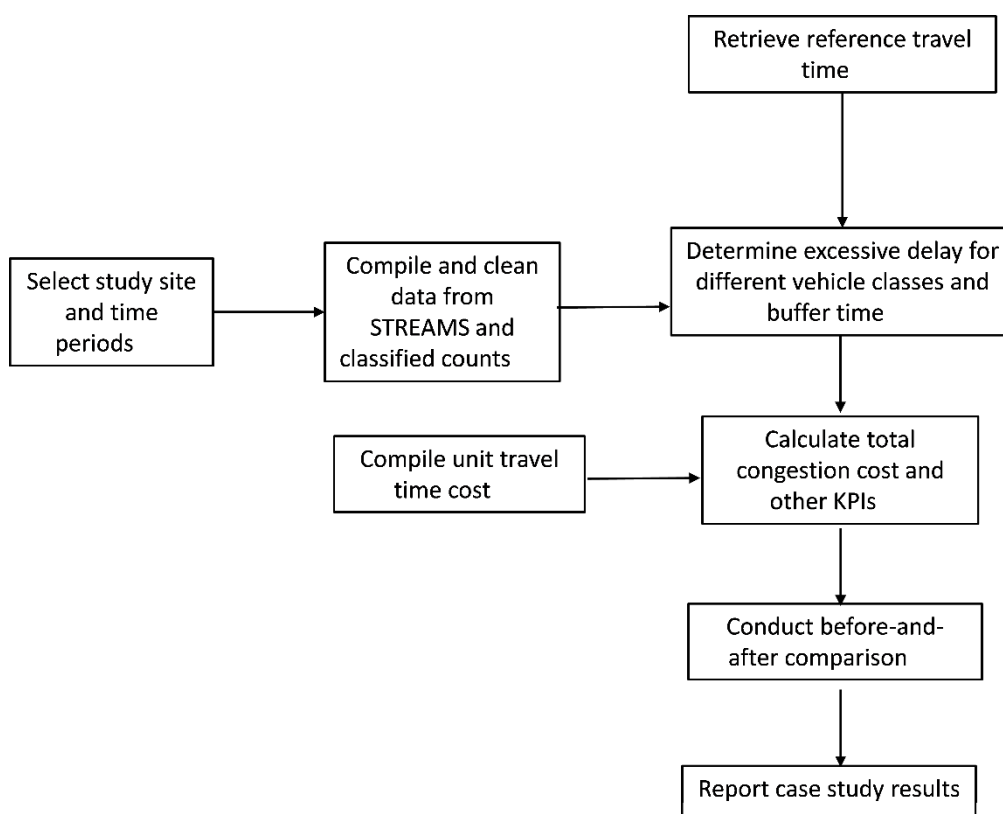 Retrieve reference travel
time
Determine excessive delay for
different vehicle classes and
buffer time
Compile and clean
data from
STREAMS and
classified counts
Select study site
and time
periods
Calculate total
congestion cost and
other KPIs
Compile unit travel
time cost
Conduct before-and-
after comparison
Report case study results